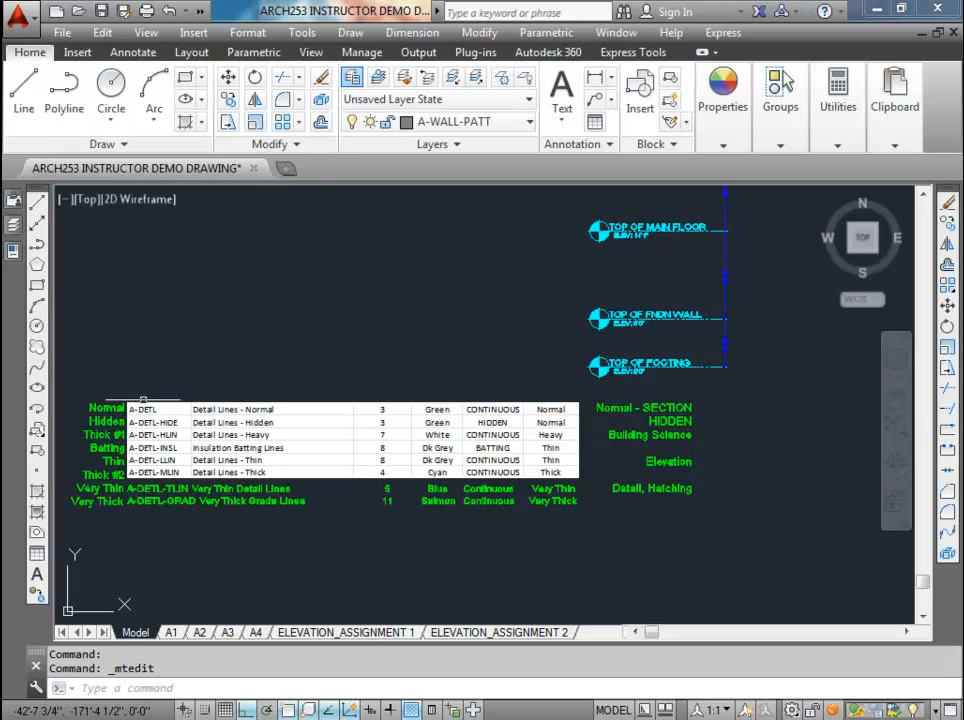 ARCH253 INSTRUCTOR DEMO D...
Type a keyword or phrase
Sign In
File Edit View Insert Format Tools Draw Dimension Modify Parametric Window Help Express
Home Insert Annotate Layout Parametric View Manage Output Plug-ins Autodesk 360 Express Tools
Line Polyline Circle Arc
Unsaved Layer State
A-WALL-PATT
Text Insert Properties Groups Utilities Clipboard
Draw Modify Layers Annotation Block
ARCH253 INSTRUCTOR DEMO DRAWING*
[−][Top][2D Wireframe]
N
W TOP E
S
WCS
TOP OF MAIN FLOOR
TOP OF FNDN WALL
TOP OF FOOTING
Normal A-DETL Detail Lines - Normal 3 Green CONTINUOUS Normal Normal - SECTION
Hidden A-DETL-HIDE Detail Lines - Hidden 3 Green HIDDEN Normal HIDDEN
Thick #1 A-DETL-HLIN Detail Lines - Heavy 7 White CONTINUOUS Heavy Building Science
Batting A-DETL-INSL Insulation Batting Lines 8 Dk Grey BATTING Thin
Thin A-DETL-LLIN Detail Lines - Thin 8 Dk Grey CONTINUOUS Thin Elevation
Thick #2 A-DETL-MLIN Detail Lines - Thick 4 Cyan CONTINUOUS Thick
Very Thin A-DETL-TLIN Very Thin Detail Lines 5 Blue Continuous Very Thin Detail, Hatching
Very Thick A-DETL-GRAD Very Thick Grade Lines 11 Salmon Continuous Very Thick
Y
X
Model A1 A2 A3 A4 ELEVATION_ASSIGNMENT 1 ELEVATION_ASSIGNMENT 2
Command:
Command: _mtedit
Type a command
-42'-7 3/4", -171'-4 1/2", 0'-0"
MODEL
1:1